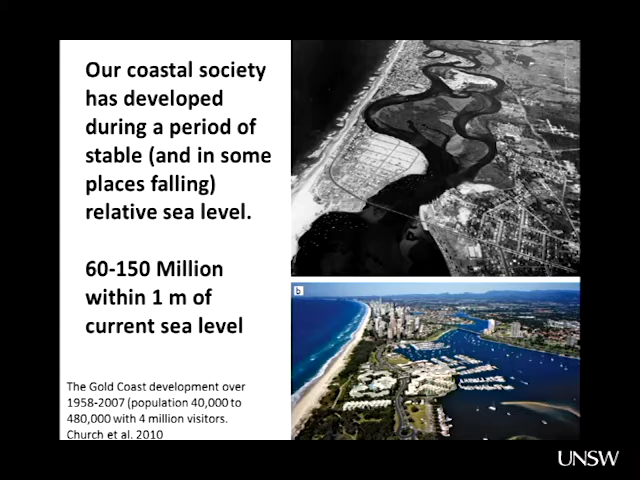 Our coastal society
has developed
during a period of
stable (and in some
places falling)
relative sea level.
60-150 Million
within 1 m of
current sea level
The Gold Coast development over
1958-2007 (population 40,000 to
480,000 with 4 million visitors.
Church et al. 2010
b
UNSW